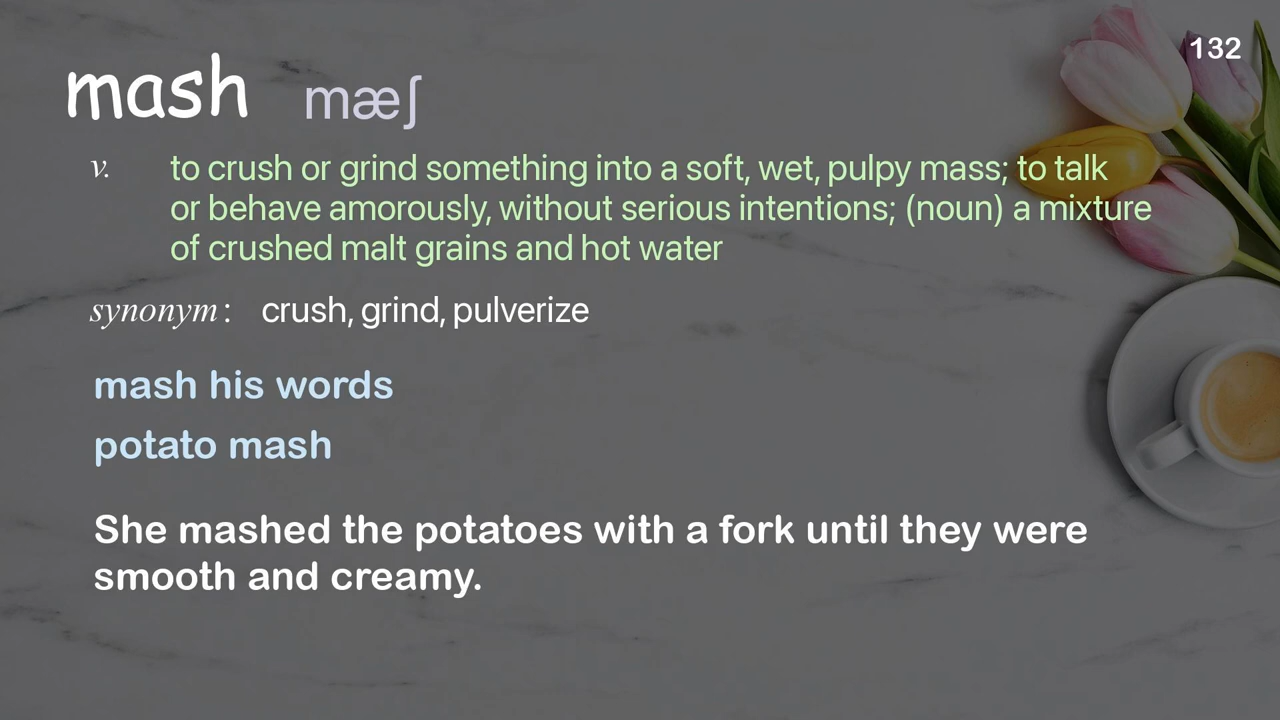 132
mash mæʃ
v. to crush or grind something into a soft, wet, pulpy mass; to talk
or behave amorously, without serious intentions; (noun) a mixture
of crushed malt grains and hot water
synonym: crush, grind, pulverize
mash his words
potato mash
She mashed the potatoes with a fork until they were
smooth and creamy.